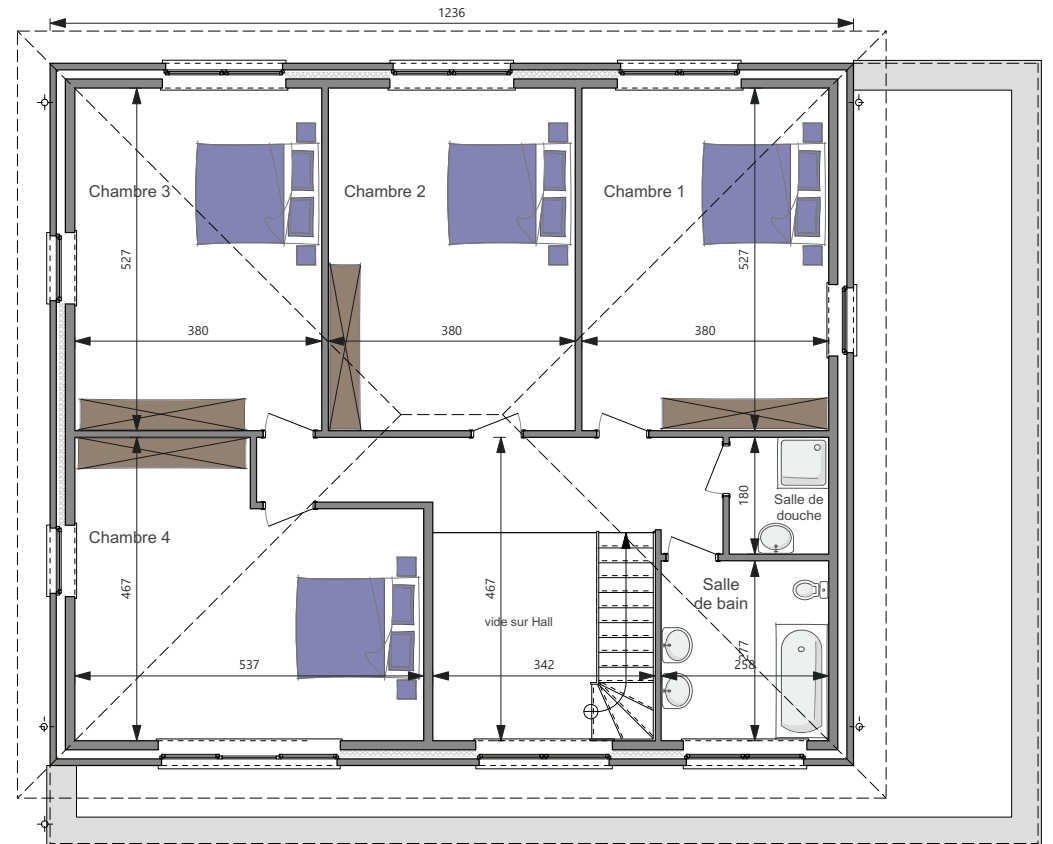 1236
Chambre 3
Chambre 2
Chambre 1
527
527
380
380
380
Salle de
douche
180
Chambre 4
467
467
Salle
de bain
vide sur Hall
277
537
342
258